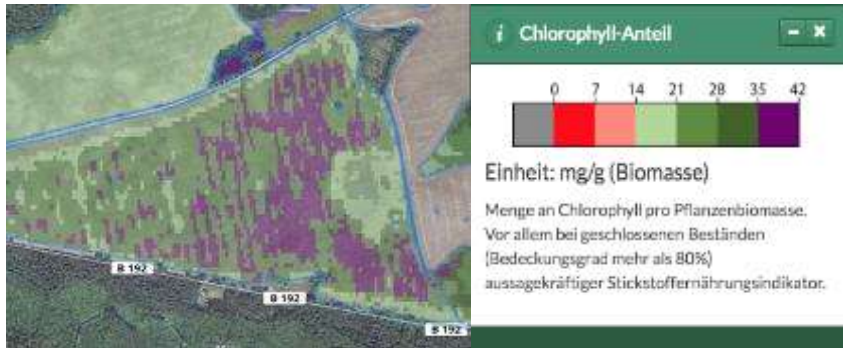 i Chlorophyll-Anteil
0 7 14 21 28 35 42
Einheit: mg/g (Biomasse)
Menge an Chlorophyll pro Pflanzenbiomasse.
Vor allem bei geschlossenen Beständen
(Bedeckungsgrad mehr als 80%)
aussagekräftiger Stickstoffernährungsindikator.
B 192
B 192
B 192